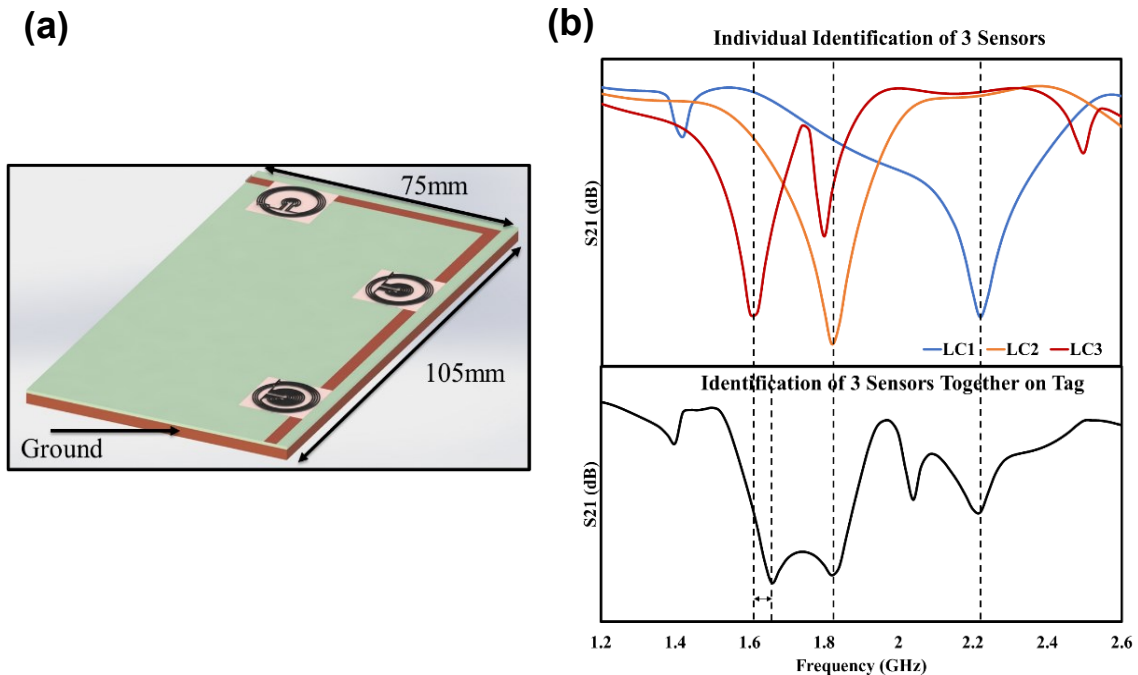 (a)
75mm
105mm
Ground
(b)
Individual Identification of 3 Sensors
S21 (dB)
LC1 LC2 LC3
Identification of 3 Sensors Together on Tag
S21 (dB)
1.2 1.4 1.6 1.8 2 2.2 2.4 2.6
Frequency (GHz)